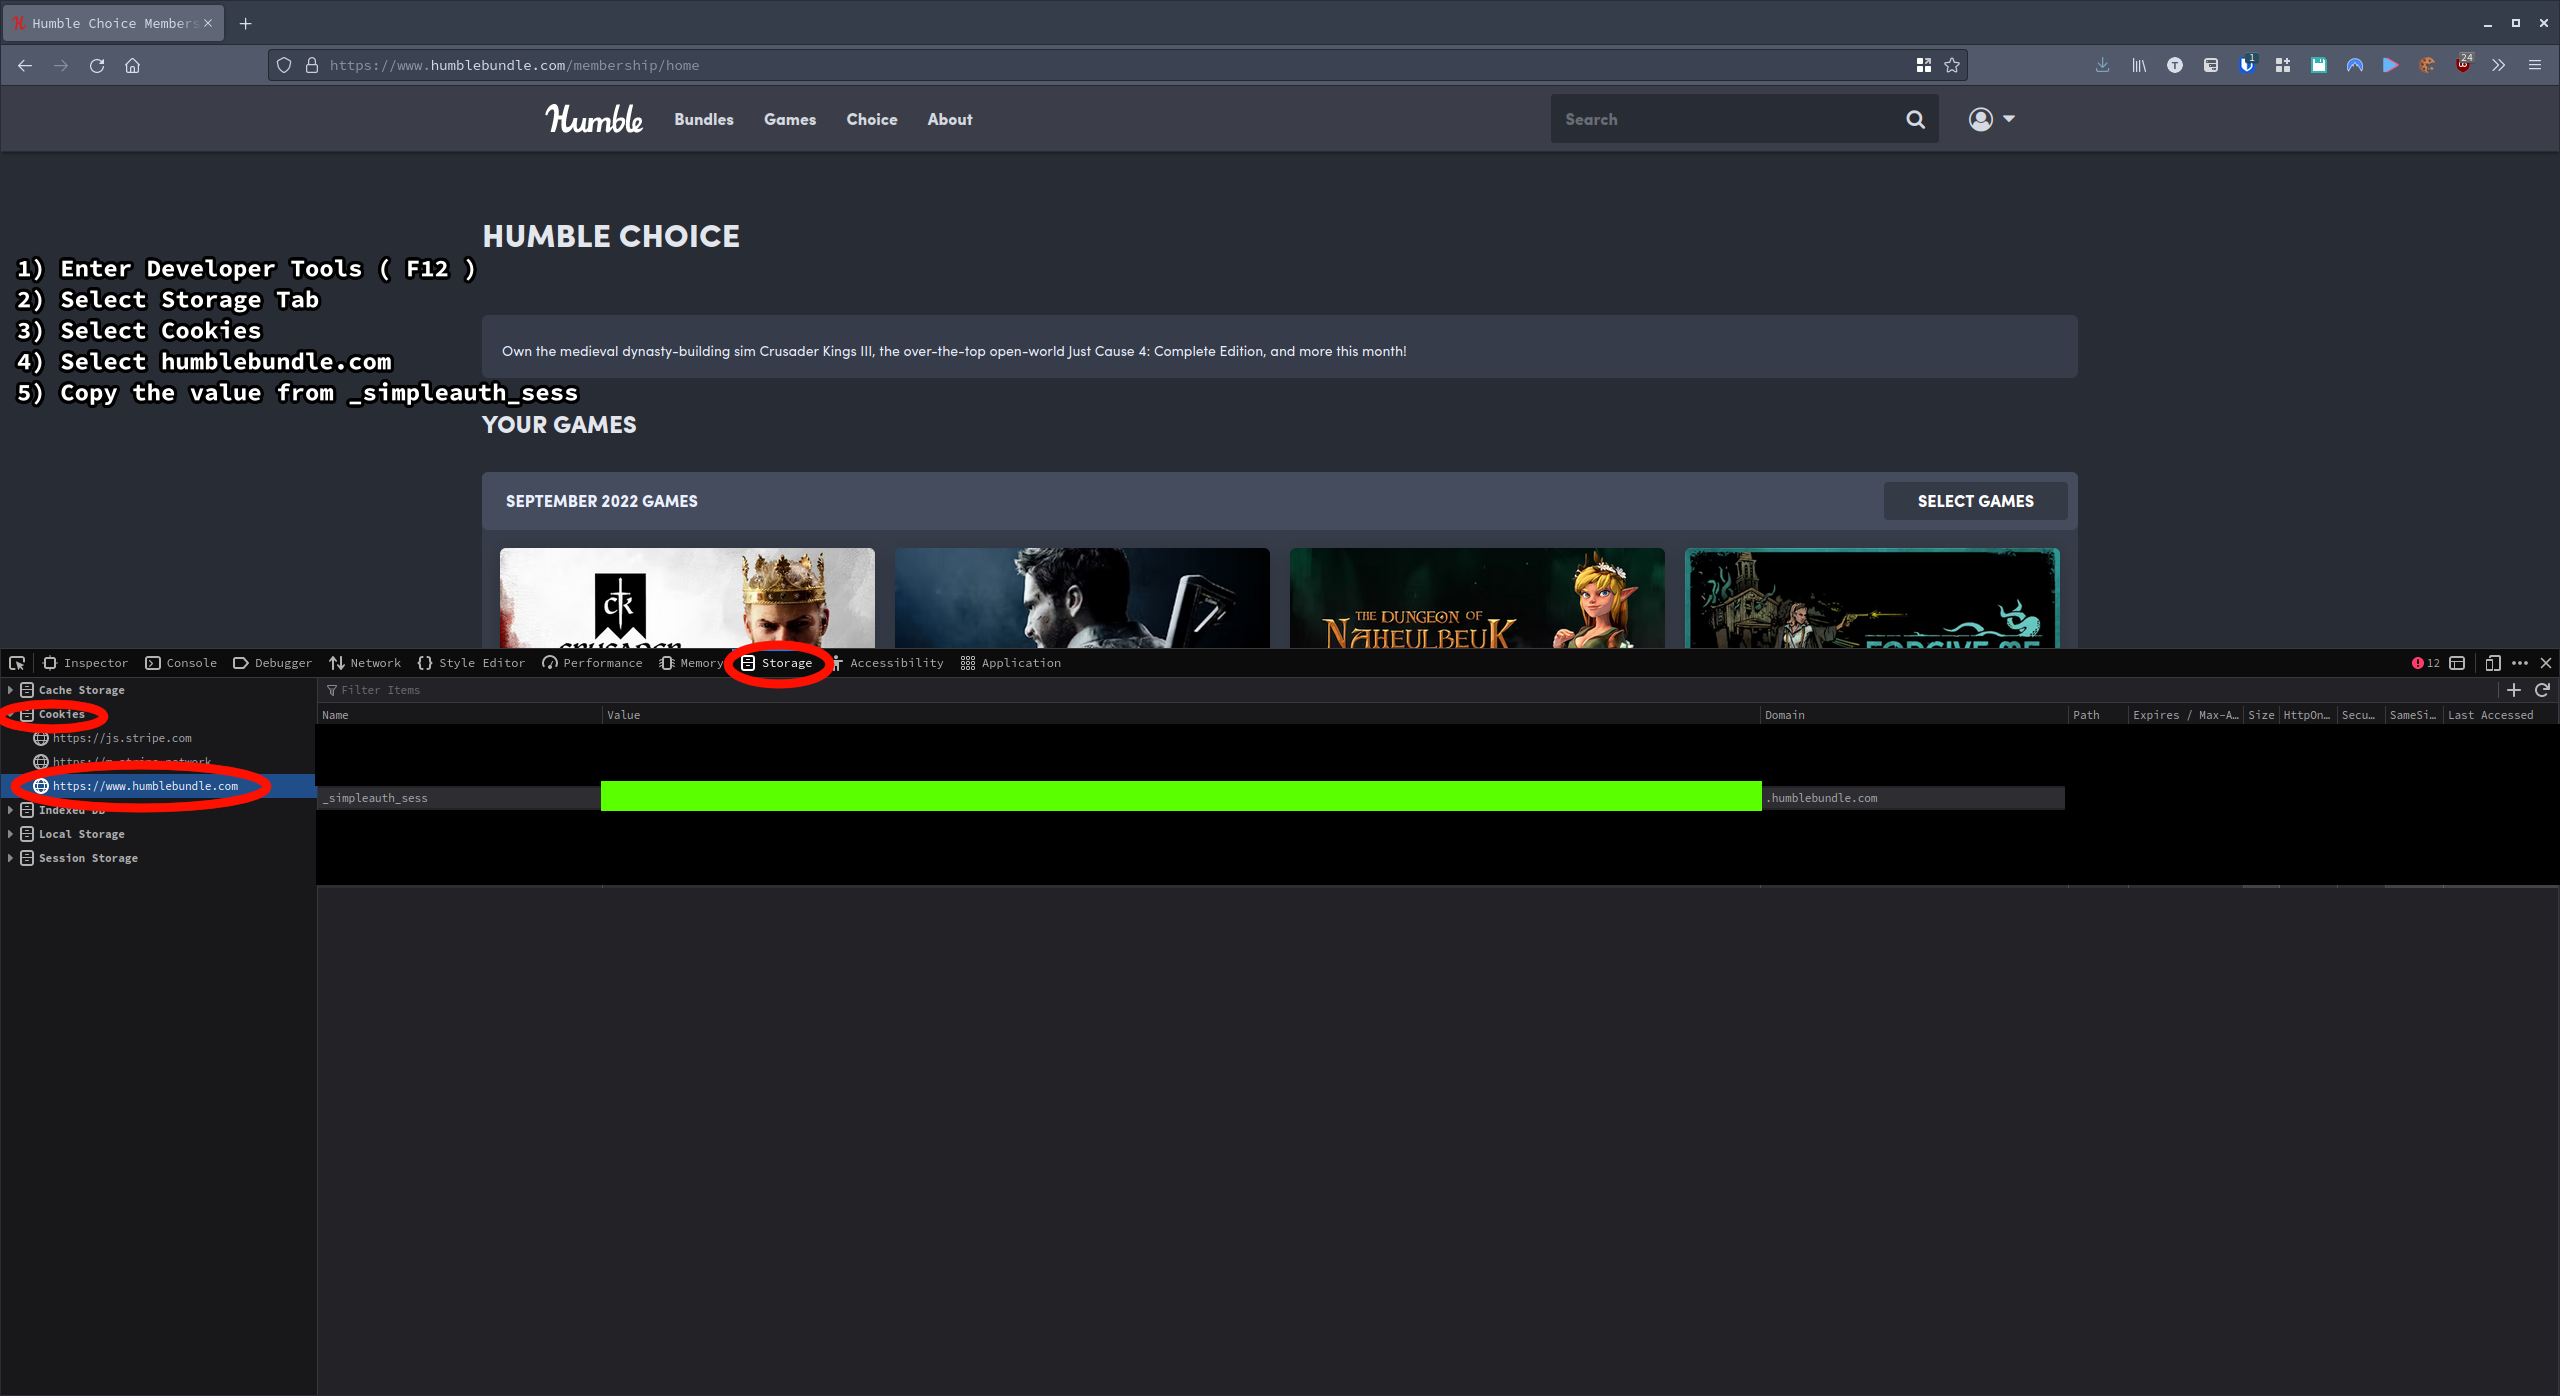 Humble Choice Members
https://www.humblebundle.com/membership/home
1
24
Humble Bundles Games Choice About
Search
HUMBLE CHOICE
1) Enter Developer Tools ( F12 )
2) Select Storage Tab
3) Select Cookies
4) Select humblebundle.com
5) Copy the value from _simpleauth_sess
Own the medieval dynasty-building sim Crusader Kings III, the over-the-top open-world Just Cause 4: Complete Edition, and more this month!
YOUR GAMES
SEPTEMBER 2022 GAMES
SELECT GAMES
THE DUNGEON OF
NAHEULBEUK
FORGIVE ME
Inspector Console Debugger Network Style Editor Performance Memory Storage Accessibility Application
12
Cache Storage
Filter Items
Cookies
Name Value Domain Path Expires / Max-A… Size HttpOn… Secu… SameSi… Last Accessed
https://js.stripe.com
https://www.humblebundle.com
_simpleauth_sess
.humblebundle.com
Indexed DB
Local Storage
Session Storage